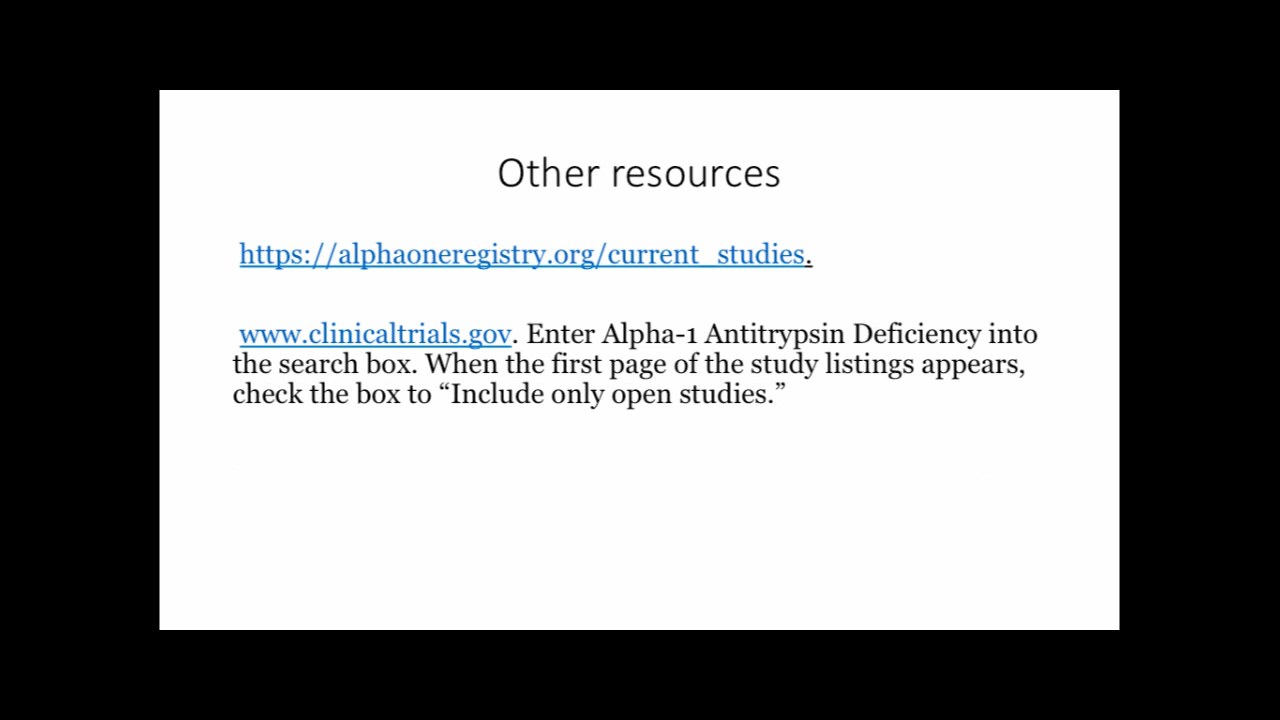 Other resources
https://alphaoneregistry.org/current_studies.
www.clinicaltrials.gov. Enter Alpha-1 Antitrypsin Deficiency into
the search box. When the first page of the study listings appears,
check the box to “Include only open studies.”